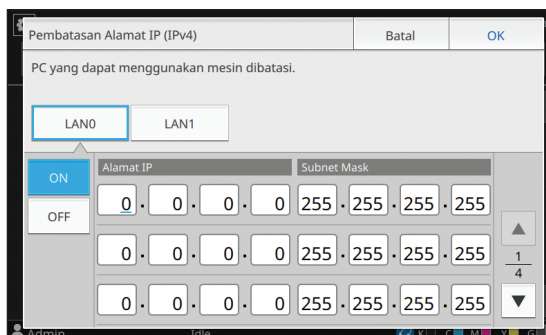 Pembatasan Alamat IP (IPv4) Batal OK
PC yang dapat menggunakan mesin dibatasi.
LAN0 LAN1
ON
OFF
Alamat IP Subnet Mask
0. 0. 0. 0 255. 255. 255. 255
0. 0. 0. 0 255. 255. 255. 255
0. 0. 0. 0 255. 255. 255. 255
1
4
Admin Idle K C M Y